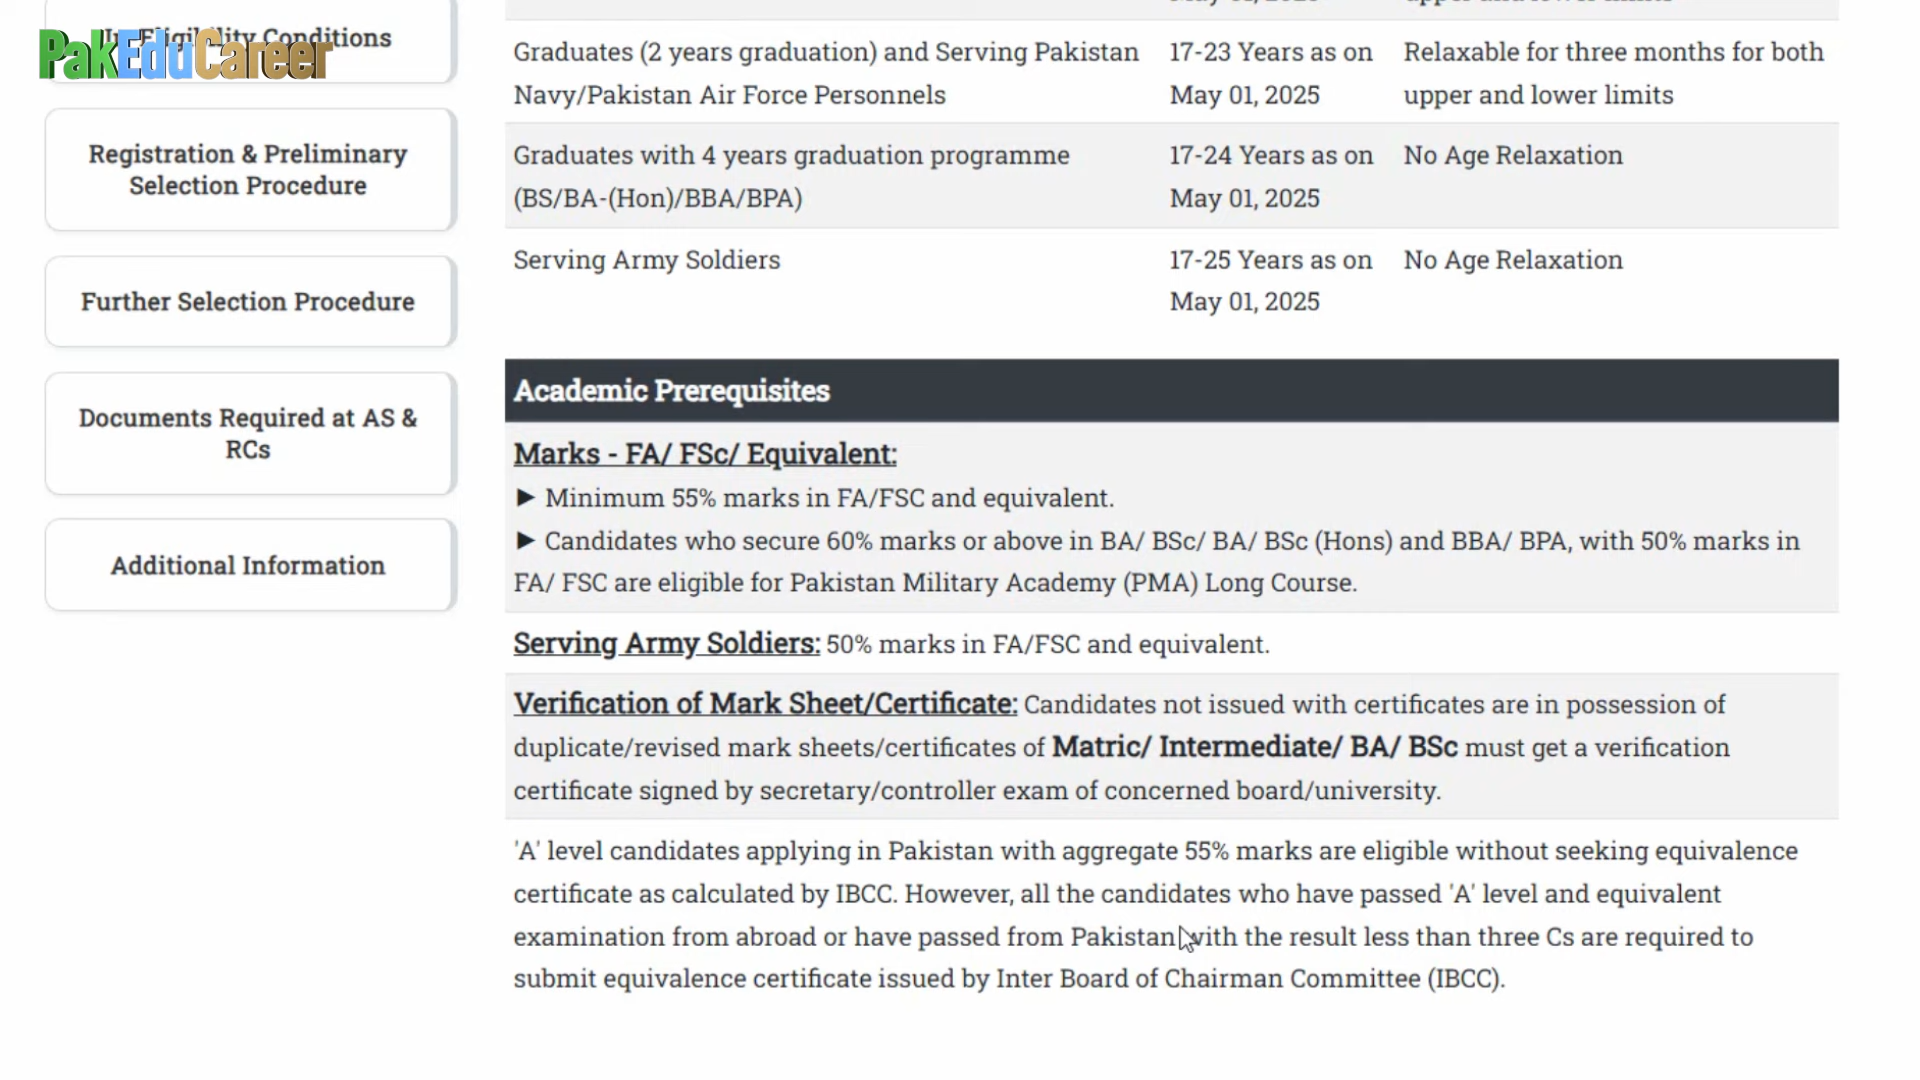 In-Eligibility Conditions
PakEduCareer
Registration & Preliminary
Selection Procedure
Further Selection Procedure
Documents Required at AS &
RCs
Additional Information
May 01, 2025
upper and lower limits
Graduates (2 years graduation) and Serving Pakistan
Navy/Pakistan Air Force Personnels
17-23 Years as on
May 01, 2025
Relaxable for three months for both
upper and lower limits
Graduates with 4 years graduation programme
(BS/BA-(Hon)/BBA/BPA)
17-24 Years as on
May 01, 2025
No Age Relaxation
Serving Army Soldiers
17-25 Years as on
May 01, 2025
No Age Relaxation
Academic Prerequisites
Marks - FA/ FSc/ Equivalent:
► Minimum 55% marks in FA/FSC and equivalent.
► Candidates who secure 60% marks or above in BA/ BSc/ BA/ BSc (Hons) and BBA/ BPA, with 50% marks in
FA/ FSC are eligible for Pakistan Military Academy (PMA) Long Course.
Serving Army Soldiers: 50% marks in FA/FSC and equivalent.
Verification of Mark Sheet/Certificate: Candidates not issued with certificates are in possession of
duplicate/revised mark sheets/certificates of Matric/ Intermediate/ BA/ BSc must get a verification
certificate signed by secretary/controller exam of concerned board/university.
'A' level candidates applying in Pakistan with aggregate 55% marks are eligible without seeking equivalence
certificate as calculated by IBCC. However, all the candidates who have passed 'A' level and equivalent
examination from abroad or have passed from Pakistan with the result less than three Cs are required to
submit equivalence certificate issued by Inter Board of Chairman Committee (IBCC).